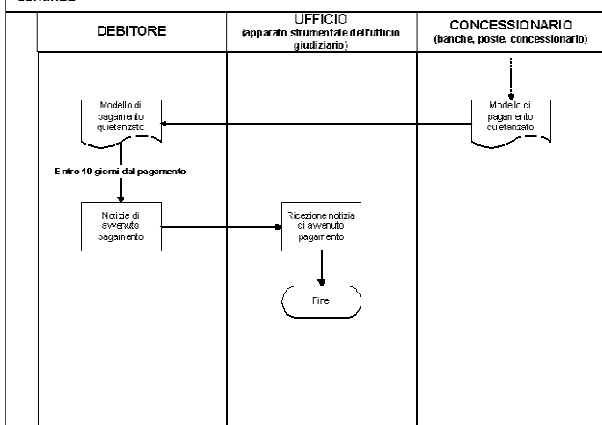 DEBITORE
UFFICIO
(apparato strumentale dell'ufficio
giudiziario)
CONCESSIONARIO
(banche, poste, concessionario)
Modello di
pagamento
quietanzato
Modello di
pagamento
quietanzato
Entro 10 giorni dal pagamento
Notizia di
avvenuto
pagamento
Ricezione notizia
di avvenuto
pagamento
Fine